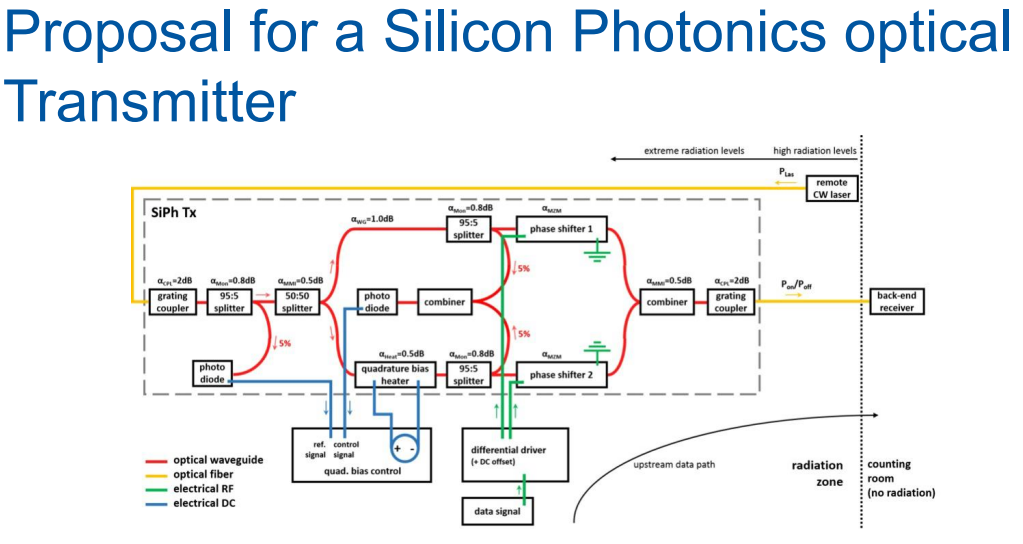 Proposal for a Silicon Photonics optical
Transmitter
extreme radiation levels
high radiation levels
P_Las
remote
CW laser
SiPh Tx
α_WG=1.0dB
α_Mon=0.8dB
95:5
splitter
α_MZM
phase shifter 1
5%
α_CPL=2dB
grating
coupler
α_Mon=0.8dB
95:5
splitter
α_MMI=0.5dB
50:50
splitter
photo
diode
combiner
α_MMI=0.5dB
combiner
α_CPL=2dB
grating
coupler
P_on/P_off
back-end
receiver
5%
5%
photo
diode
α_Heat=0.5dB
quadrature bias
heater
α_Mon=0.8dB
95:5
splitter
α_MZM
phase shifter 2
ref.
signal
control
signal
+ -
quad. bias control
differential driver
(+ DC offset)
data signal
upstream data path
radiation
zone
counting
room
(no radiation)
optical waveguide
optical fiber
electrical RF
electrical DC